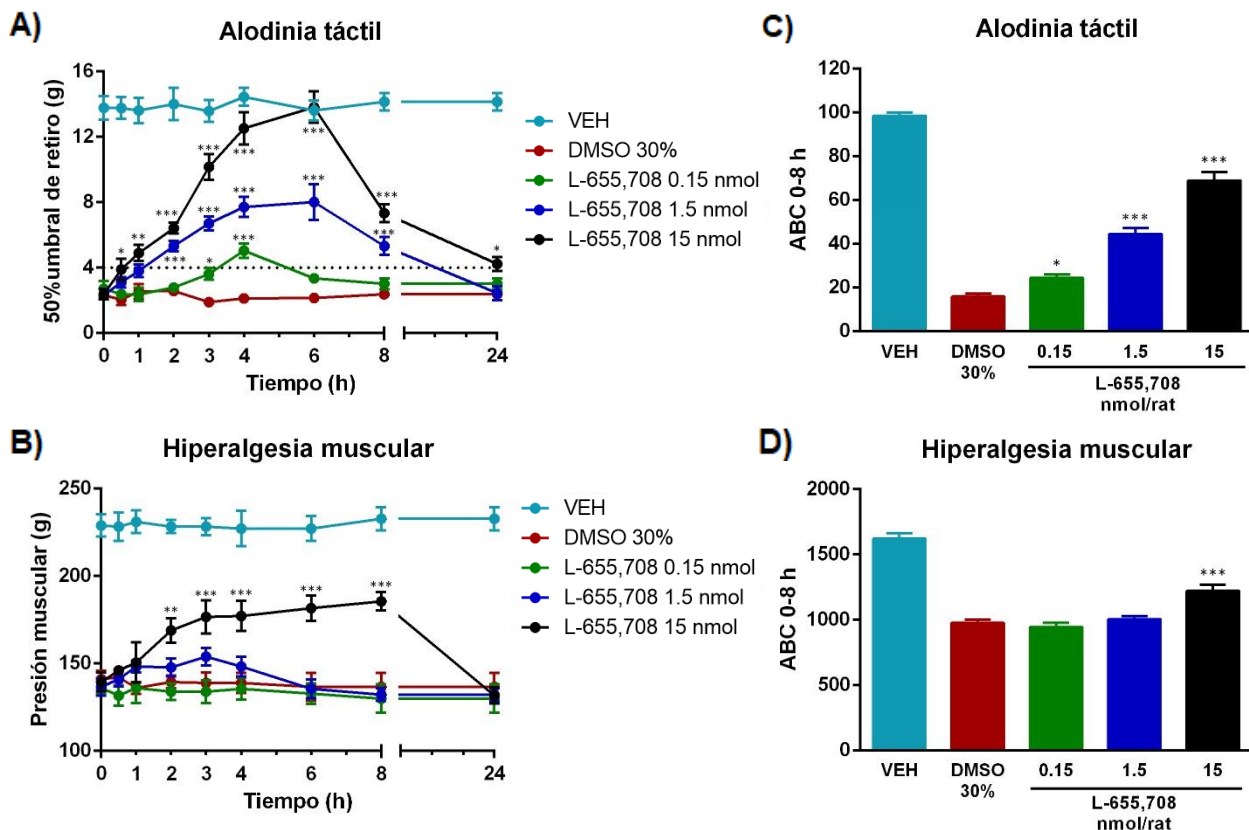 A)
Alodinia táctil
50%umbral de retiro (g)
16
12
8
4
0
*
**
***
***
***
***
***
***
***
***
***
***
***
*
***
*
0
1
2
3
4
6
8
24
Tiempo (h)
VEH
DMSO 30%
L-655,708 0.15 nmol
L-655,708 1.5 nmol
L-655,708 15 nmol
C)
Alodinia táctil
ABC 0-8 h
120
100
80
60
40
20
0
*
***
***
VEH
DMSO
30%
0.15
1.5
15
L-655,708
nmol/rat
B)
Hiperalgesia muscular
Presión muscular (g)
250
200
150
100
**
***
***
***
***
0
1
2
3
4
6
8
24
Tiempo (h)
VEH
DMSO 30%
L-655,708 0.15 nmol
L-655,708 1.5 nmol
L-655,708 15 nmol
D)
Hiperalgesia muscular
ABC 0-8 h
2000
1500
1000
500
0
***
VEH
DMSO
30%
0.15
1.5
15
L-655,708
nmol/rat